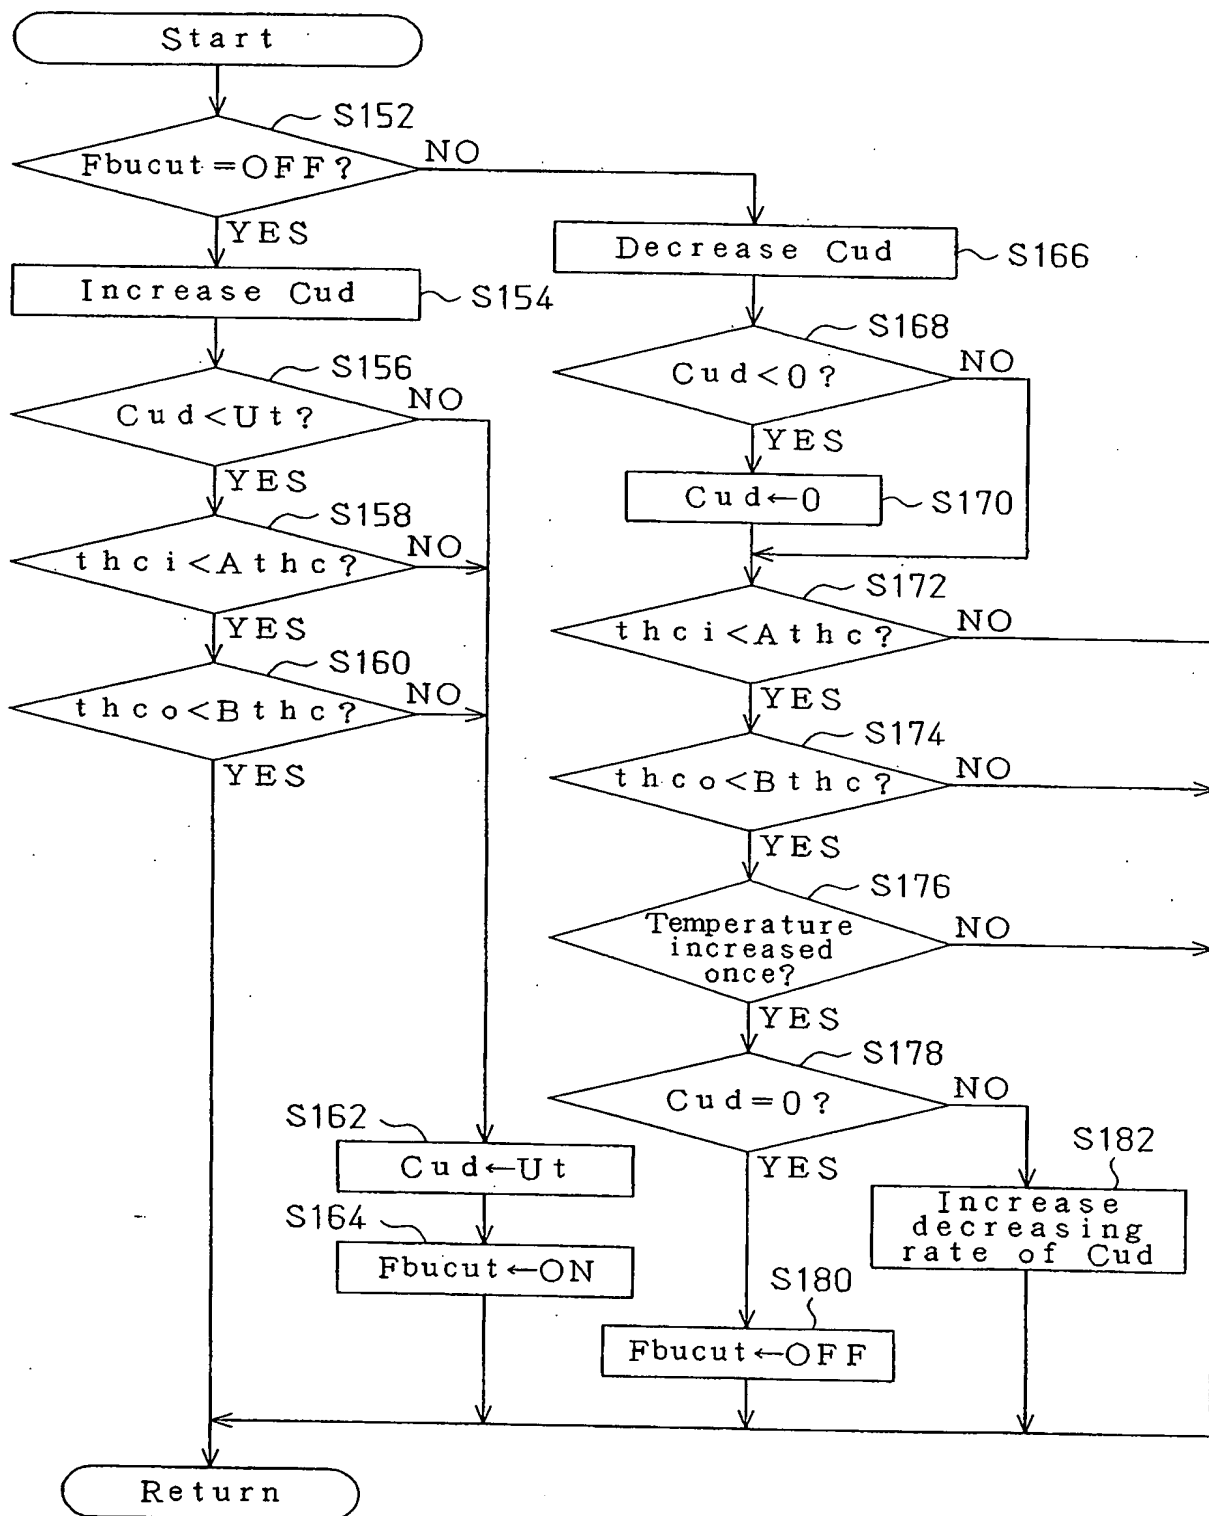 Start
S152
Fbucut=OFF?
NO
YES
Increase Cud
S154
S156
Cud<Ut?
NO
YES
S158
thci<Athc?
NO
YES
S160
thco<Bthc?
NO
YES
S162
Cud←Ut
S164
Fbucut←ON
Decrease Cud
S166
S168
Cud<0?
NO
YES
Cud←0
S170
S172
thci<Athc?
NO
YES
S174
thco<Bthc?
NO
YES
S176
Temperature
increased
once?
NO
YES
S178
Cud=0?
NO
YES
S182
Increase
decreasing
rate of Cud
S180
Fbucut←OFF
Return